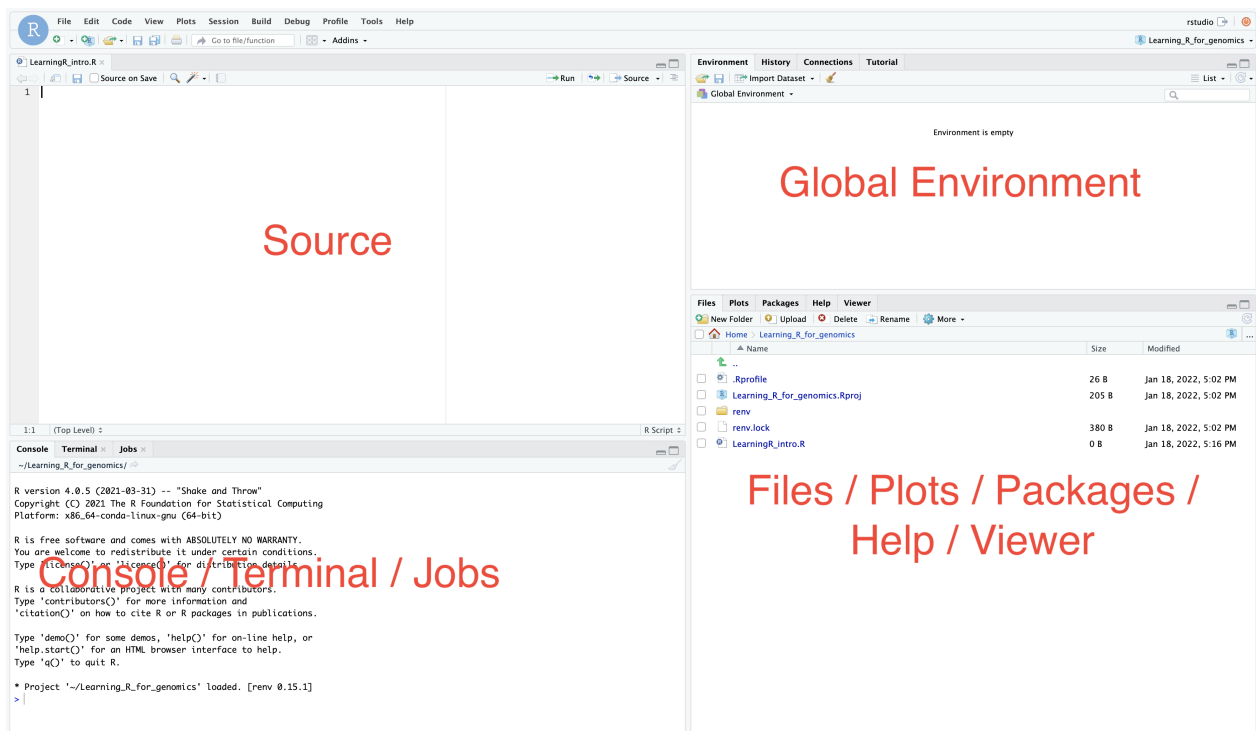 R
File Edit Code View Plots Session Build Debug Profile Tools Help
rstudio
Go to file/function
Addins
Learning_R_for_genomics
LearningR_intro.R
Source on Save
Run
Source
1
Source
1:1 (Top Level)
R Script
Console Terminal Jobs
~/Learning_R_for_genomics/
R version 4.0.5 (2021-03-31) -- "Shake and Throw"
Copyright (C) 2021 The R Foundation for Statistical Computing
Platform: x86_64-conda-linux-gnu (64-bit)
R is free software and comes with ABSOLUTELY NO WARRANTY.
You are welcome to redistribute it under certain conditions.
Type 'license()' or 'licence()' for distribution details.
Console / Terminal / Jobs
R is a collaborative project with many contributors.
Type 'contributors()' for more information and
'citation()' on how to cite R or R packages in publications.
Type 'demo()' for some demos, 'help()' for on-line help, or
'help.start()' for an HTML browser interface to help.
Type 'q()' to quit R.
* Project '~/Learning_R_for_genomics' loaded. [renv 0.15.1]
>
Environment History Connections Tutorial
Import Dataset
List
Global Environment
Environment is empty
Global Environment
Files Plots Packages Help Viewer
New Folder Upload Delete Rename More
Home Learning_R_for_genomics
...
Name Size Modified
..
.Rprofile 26 B Jan 18, 2022, 5:02 PM
Learning_R_for_genomics.Rproj 205 B Jan 18, 2022, 5:02 PM
renv
renv.lock 380 B Jan 18, 2022, 5:02 PM
LearningR_intro.R 0 B Jan 18, 2022, 5:16 PM
Files / Plots / Packages /
Help / Viewer